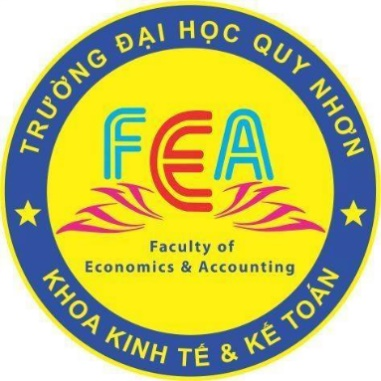 TRƯỜNG ĐẠI HỌC QUY NHƠN
FEA
Faculty of
Economics & Accounting
KHOA KINH TẾ & KẾ TOÁN